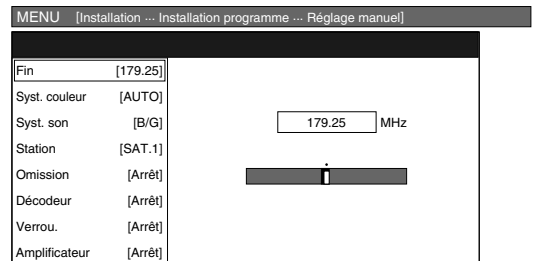 MENU [Installation ··· Installation programme ··· Réglage manuel]
Fin [179.25]
Syst. couleur [AUTO]
Syst. son [B/G]
179.25 MHz
Station [SAT.1]
Omission [Arrêt]
Décodeur [Arrêt]
Verrou. [Arrêt]
Amplificateur [Arrêt]